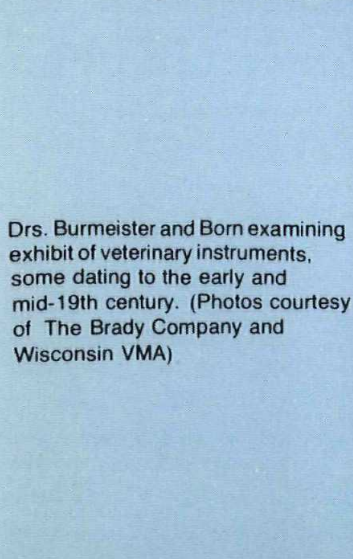 Drs. Burmeister and Born examining
exhibit of veterinary instruments,
some dating to the early and
mid-19th century. (Photos courtesy
of The Brady Company and
Wisconsin VMA)